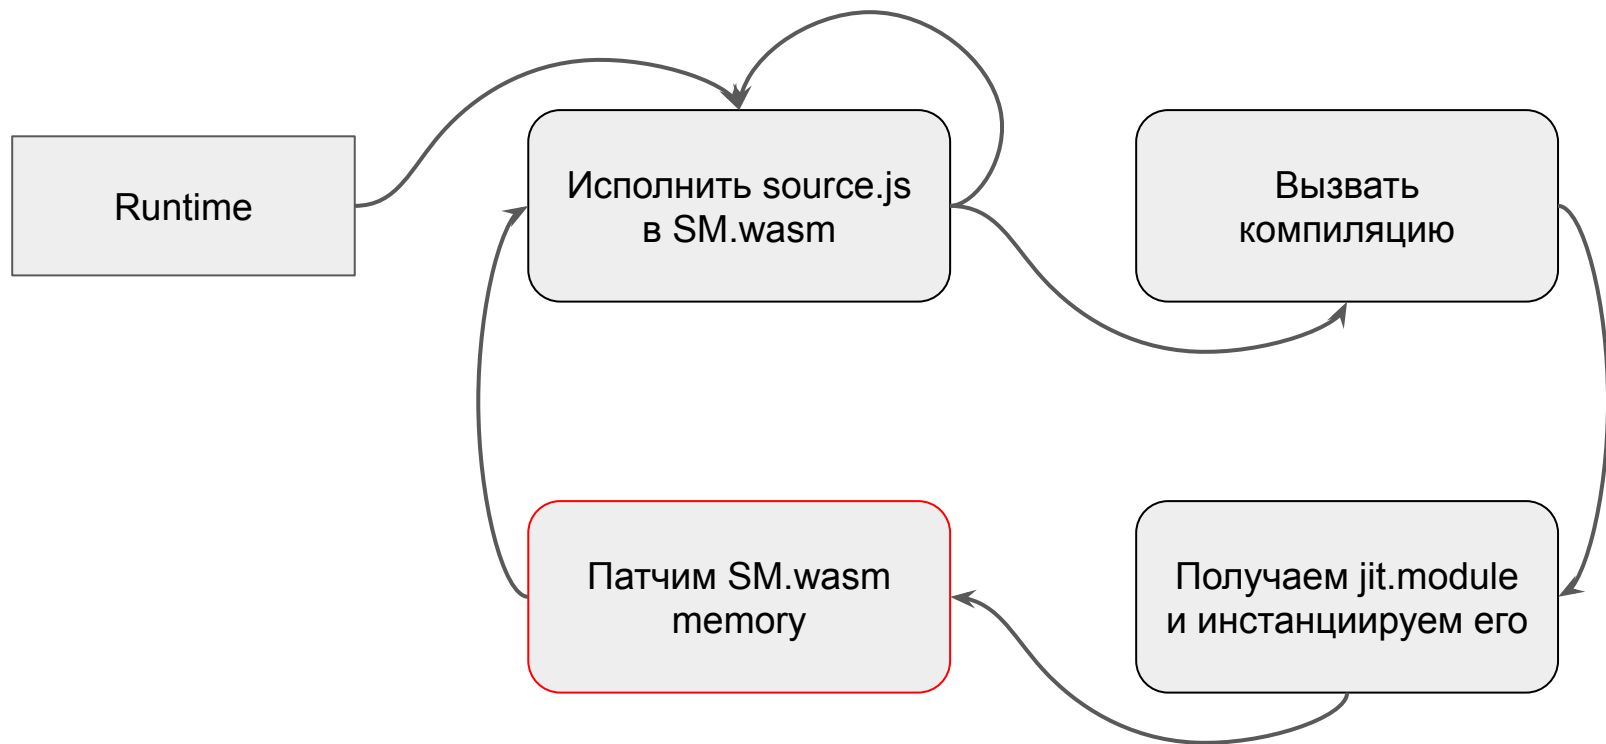 Runtime
Исполнить source.js
в SM.wasm
Вызвать
компиляцию
Патчим SM.wasm
memory
Получаем jit.module
и инстанциируем его